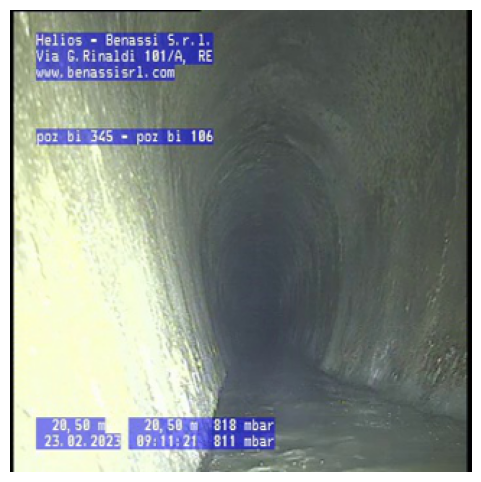 Helios - Benassi S.r.l.
Via G.Rinaldi 101/A, RE
www.benassisrl.com
poz bi 345 - poz bi 106
20,50 m 20,50 m 818 mbar
23.02.2023 09:11:21 811 mbar